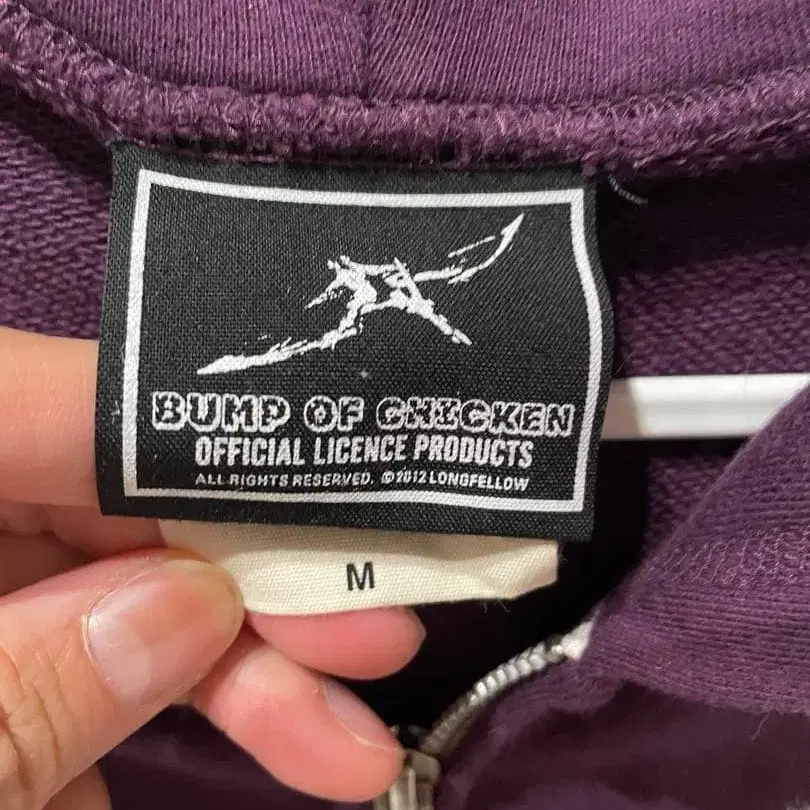 BUMP OF CHICKEN
OFFICIAL LICENCE PRODUCTS
ALL RIGHTS RESERVED. ©2012 LONGFELLOW
M